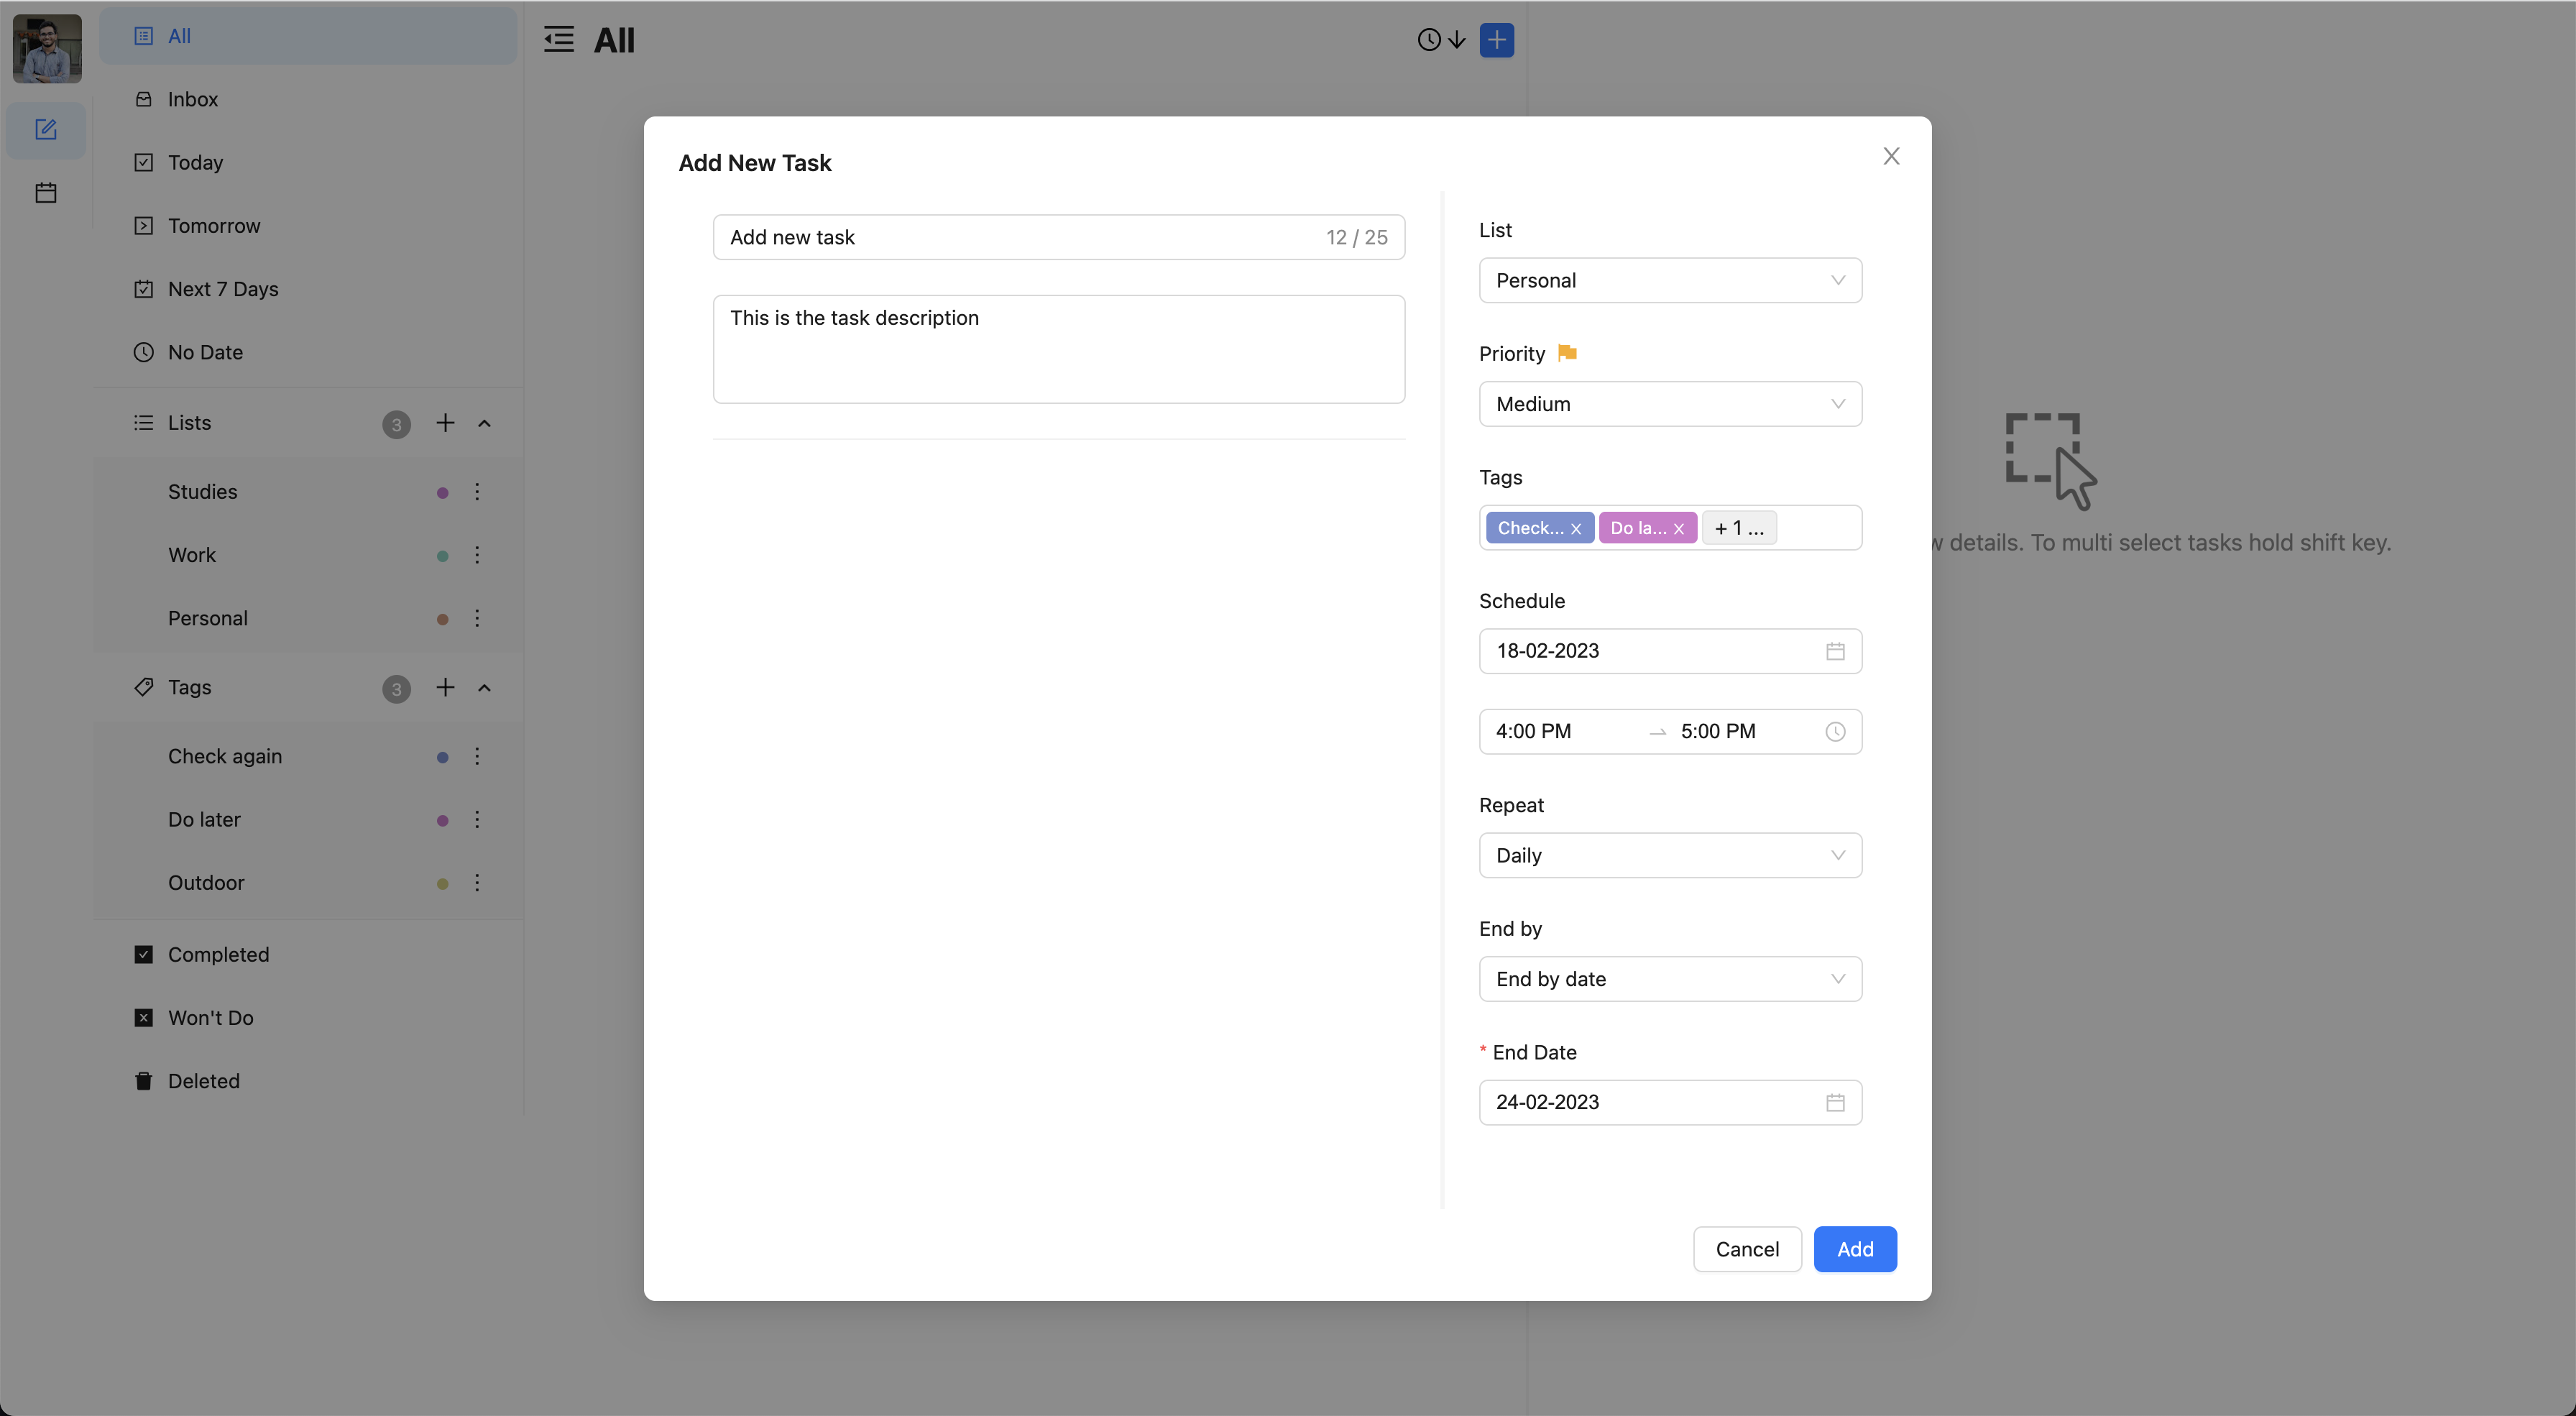 All
Inbox
Today
Tomorrow
Next 7 Days
No Date
Lists 3
Studies
Work
Personal
Tags 3
Check again
Do later
Outdoor
Completed
Won't Do
Deleted
All
Add New Task
Add new task 12 / 25
This is the task description
List
Personal
Priority
Medium
Tags
Check... Do la... + 1 ...
Schedule
18-02-2023
4:00 PM → 5:00 PM
Repeat
Daily
End by
End by date
* End Date
24-02-2023
Cancel Add
details. To multi select tasks hold shift key.